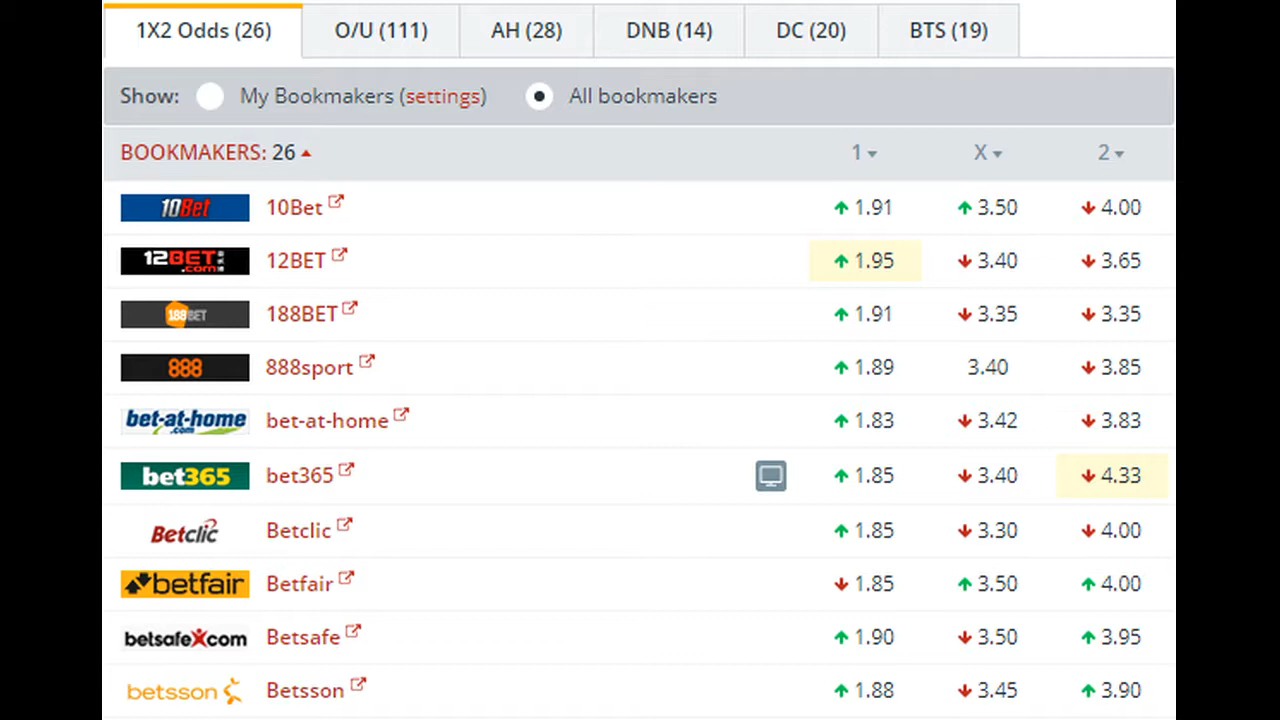 1X2 Odds (26) O/U (111) AH (28) DNB (14) DC (20) BTS (19)
Show: My Bookmakers (settings) All bookmakers
BOOKMAKERS: 26 1 X 2
10Bet 10Bet 1.91 3.50 4.00
12BET.com 12BET 1.95 3.40 3.65
188BET 188BET 1.91 3.35 3.35
888 888sport 1.89 3.40 3.85
bet-at-home.com bet-at-home 1.83 3.42 3.83
bet365 bet365 1.85 3.40 4.33
Betclic Betclic 1.85 3.30 4.00
betfair Betfair 1.85 3.50 4.00
betsafe.com Betsafe 1.90 3.50 3.95
betsson Betsson 1.88 3.45 3.90